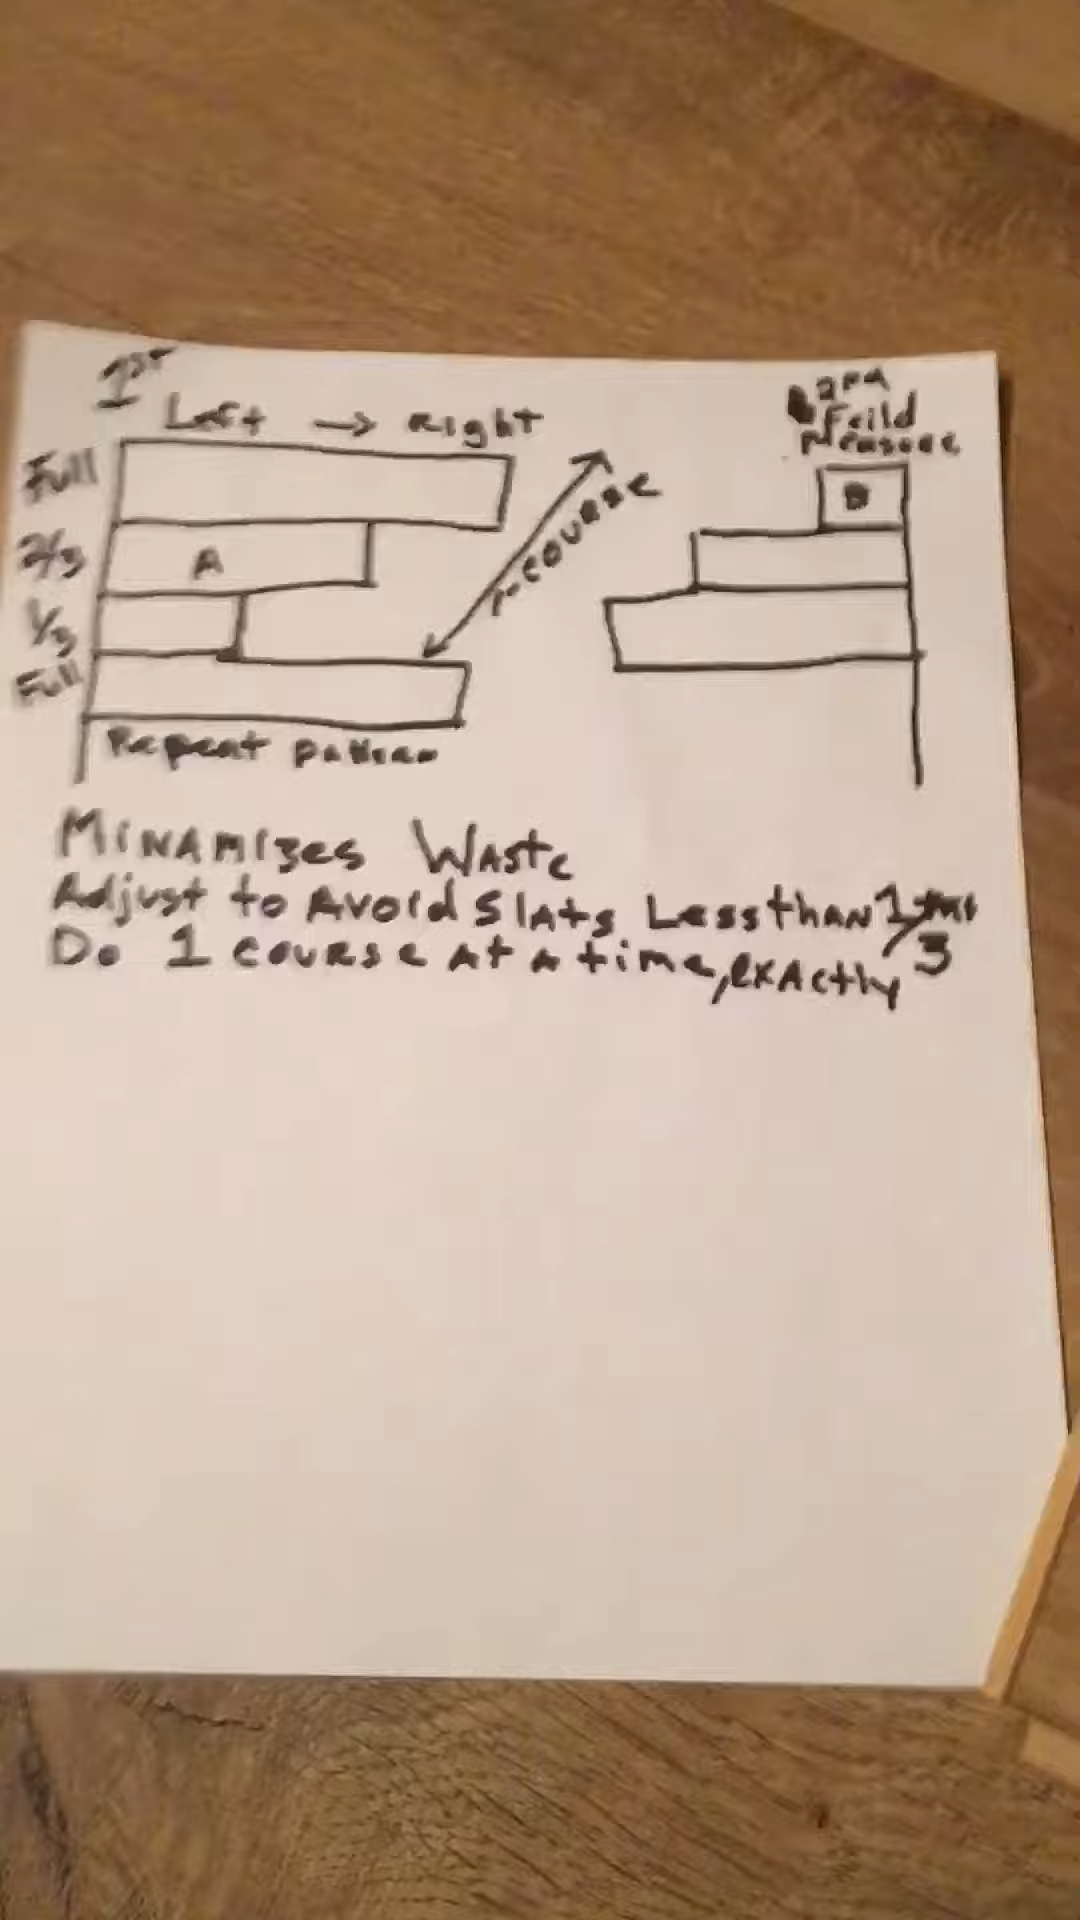 1ST
Left → Right
Full
2/3
A
1/3
Full
Repeat pattern
1-COURSE
2nd
Feild
Measure
B
MiNAMIzes WAste
Adjust to AVOId Slats Less than 1/3
Do 1 COURSe At A time, exActly